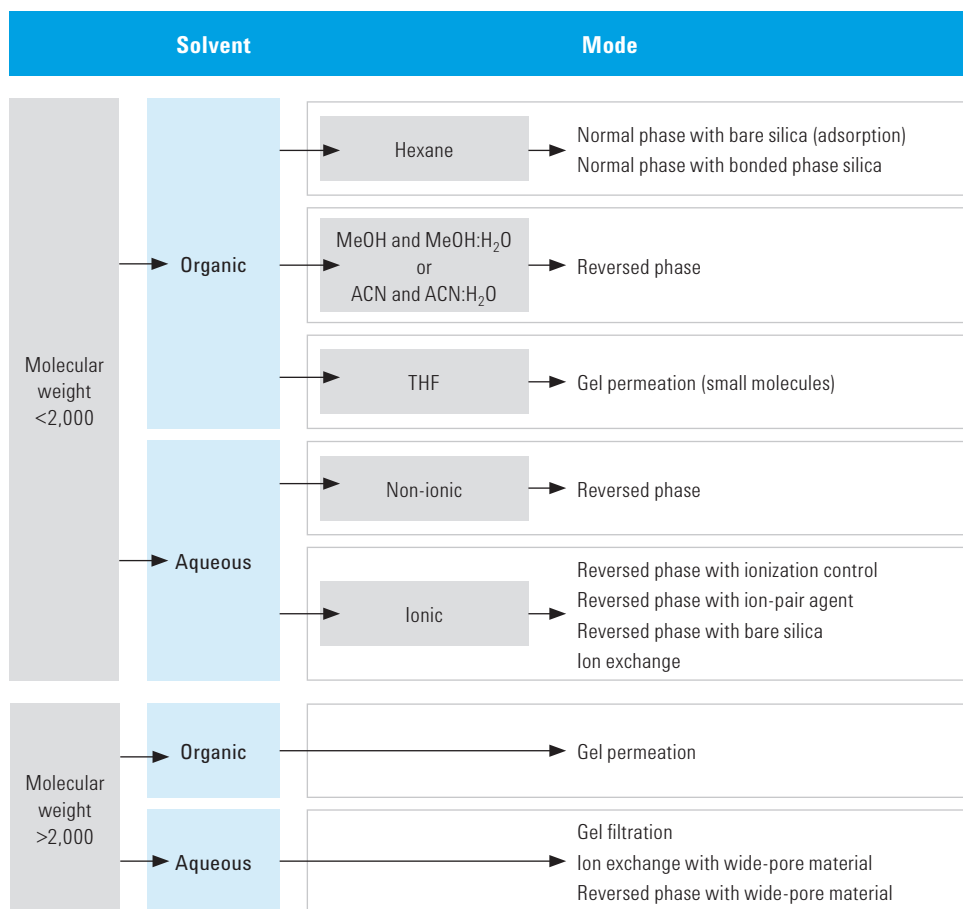 Solvent
Mode
Molecular
weight
<2,000
Organic
Hexane
Normal phase with bare silica (adsorption)
Normal phase with bonded phase silica
MeOH and MeOH:H₂O
or
ACN and ACN:H₂O
Reversed phase
THF
Gel permeation (small molecules)
Aqueous
Non-ionic
Reversed phase
Ionic
Reversed phase with ionization control
Reversed phase with ion-pair agent
Reversed phase with bare silica
Ion exchange
Molecular
weight
>2,000
Organic
Gel permeation
Aqueous
Gel filtration
Ion exchange with wide-pore material
Reversed phase with wide-pore material